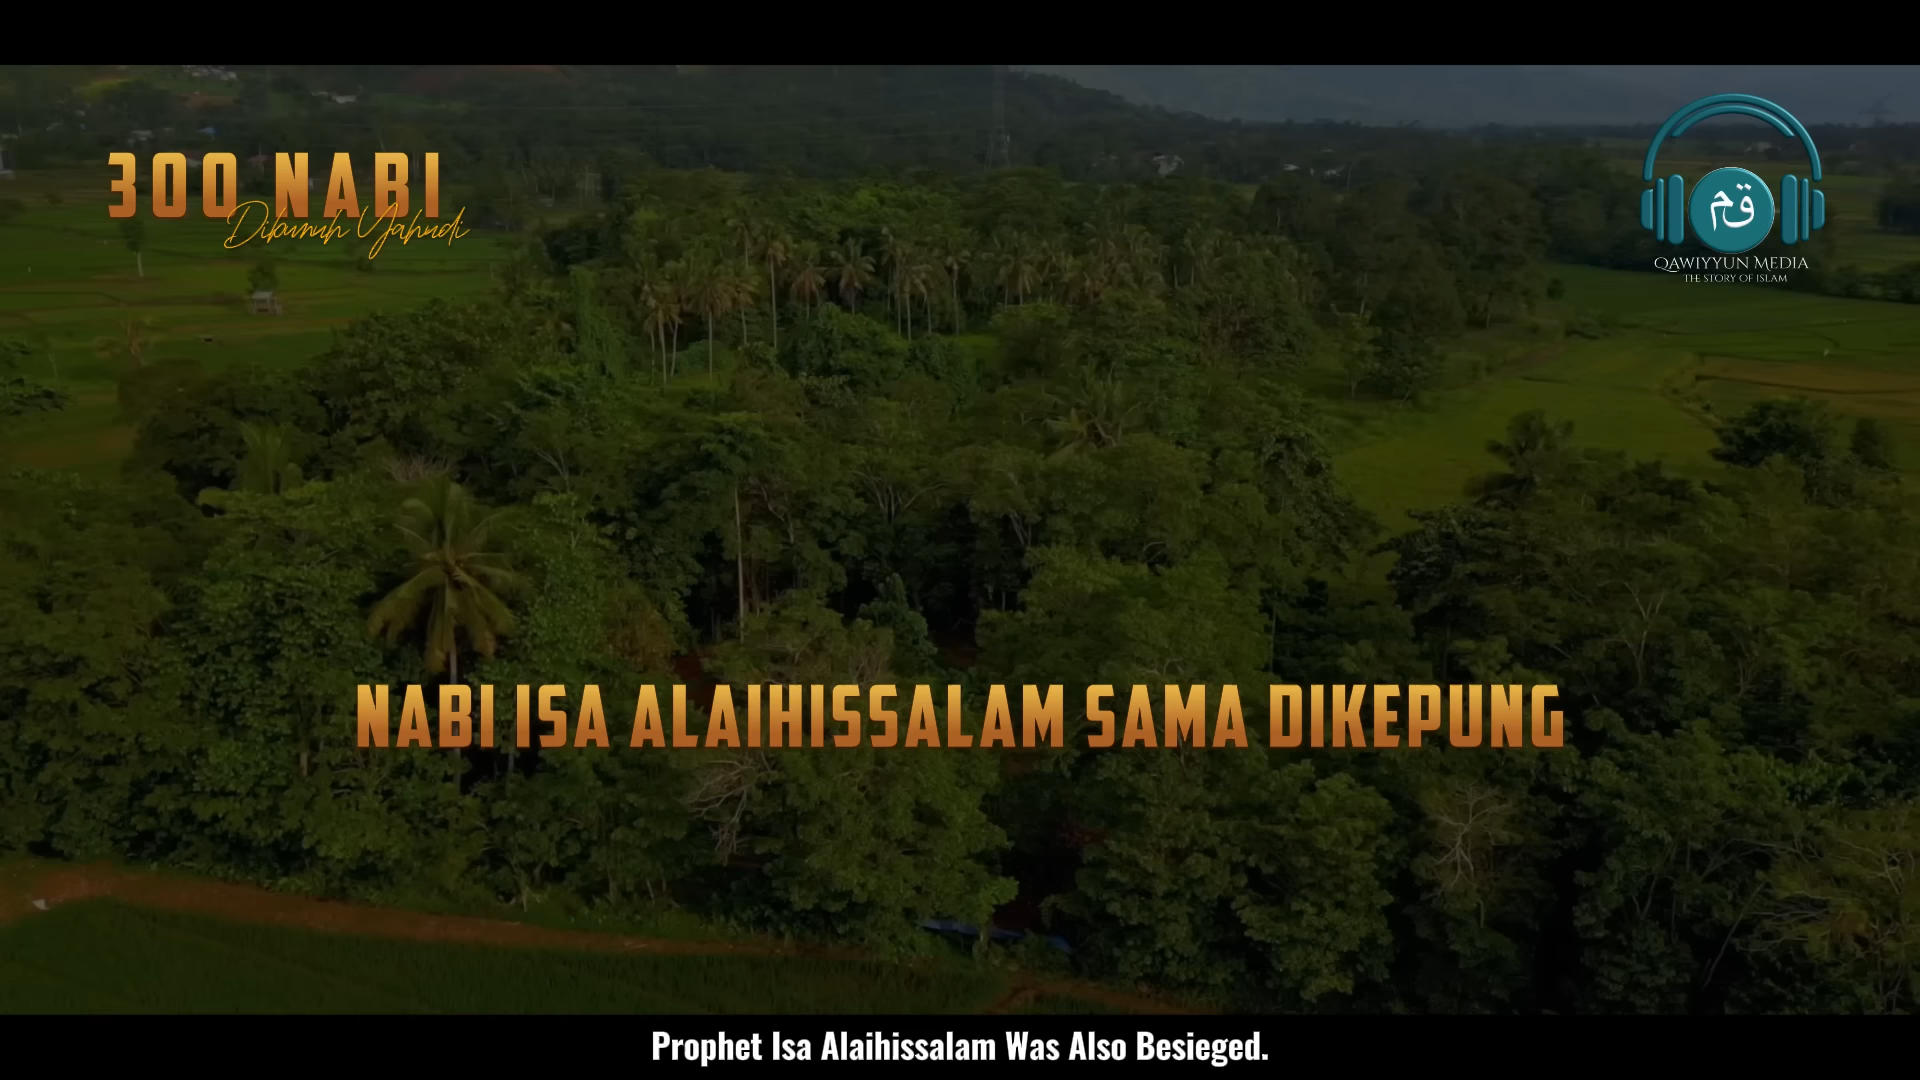 300 NABI
Dibunuh Yahudi
قم
QAWIYYUN MEDIA
THE STORY OF ISLAM
NABI ISA ALAIHISSALAM SAMA DIKEPUNG
Prophet Isa Alaihissalam Was Also Besieged.